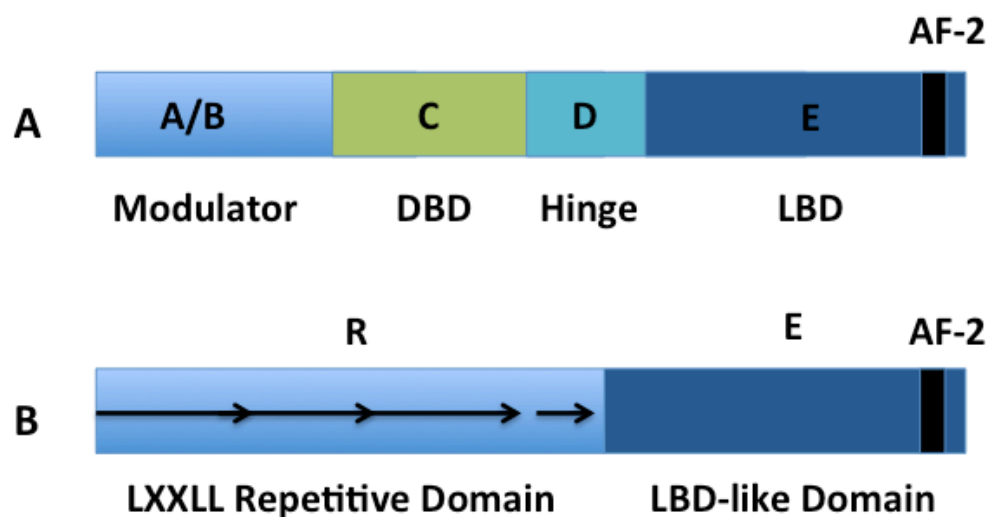 AF-2
A A/B C D E
Modulator DBD Hinge LBD
R E AF-2
B
LXXLL Repetitive Domain LBD-like Domain